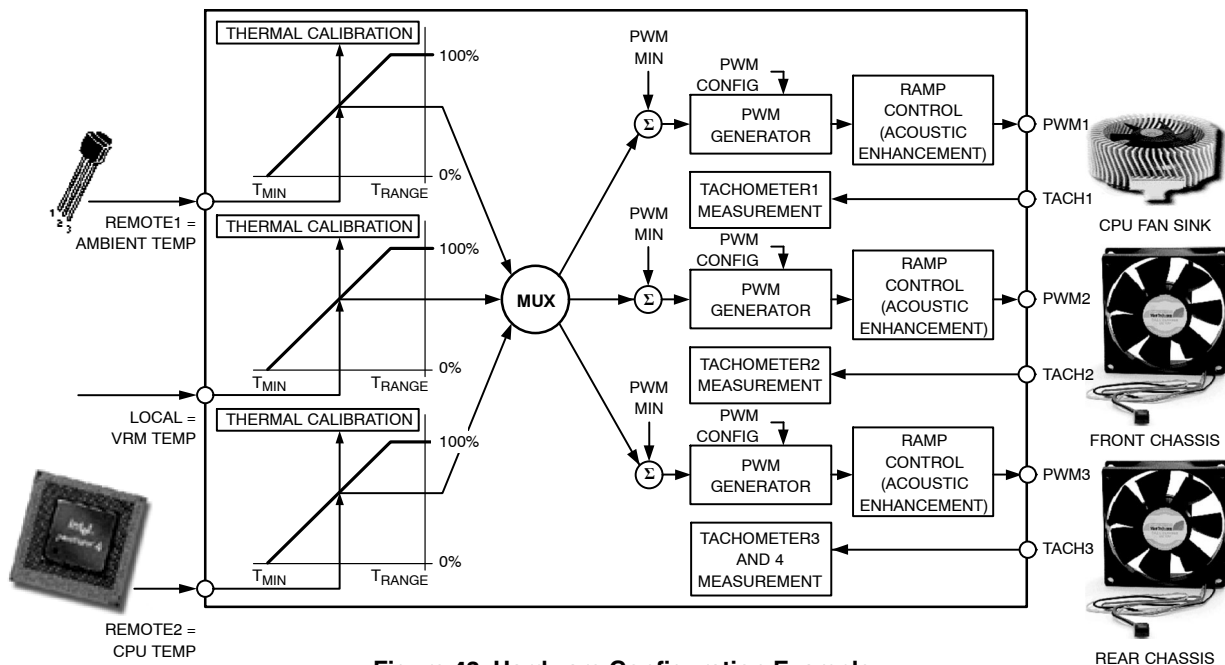 THERMAL CALIBRATION
100%
0%
TMIN
TRANGE
1
2
3
REMOTE1 =
AMBIENT TEMP
THERMAL CALIBRATION
100%
0%
TMIN
TRANGE
LOCAL =
VRM TEMP
THERMAL CALIBRATION
100%
0%
TMIN
TRANGE
intel
REMOTE2 =
CPU TEMP
MUX
PWM
MIN
Σ
PWM
CONFIG
PWM
GENERATOR
RAMP
CONTROL
(ACOUSTIC
ENHANCEMENT)
PWM1
TACHOMETER1
MEASUREMENT
TACH1
CPU FAN SINK
PWM
MIN
Σ
PWM
CONFIG
PWM
GENERATOR
RAMP
CONTROL
(ACOUSTIC
ENHANCEMENT)
PWM2
TACHOMETER2
MEASUREMENT
TACH2
FRONT CHASSIS
PWM
MIN
Σ
PWM
CONFIG
PWM
GENERATOR
RAMP
CONTROL
(ACOUSTIC
ENHANCEMENT)
PWM3
TACHOMETER3
AND 4
MEASUREMENT
TACH3
REAR CHASSIS